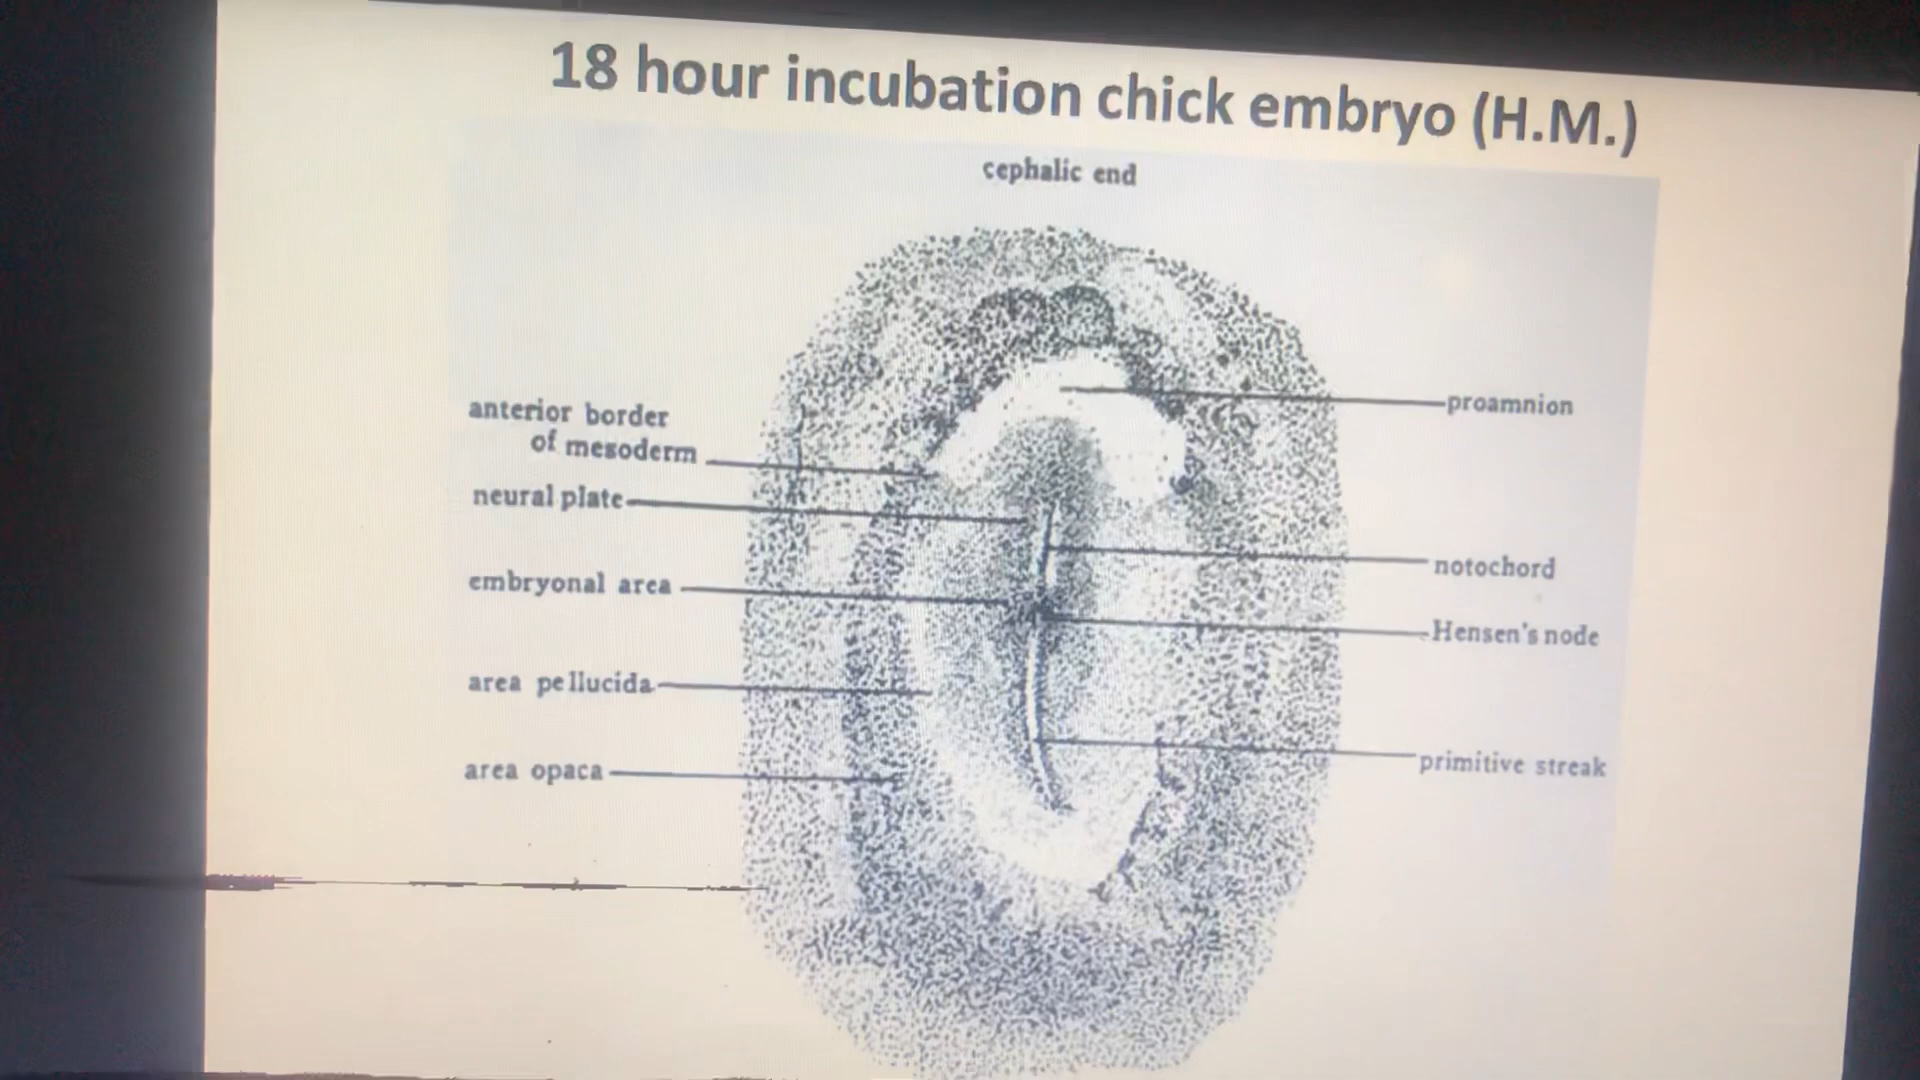 18 hour incubation chick embryo (H.M.)
cephalic end
anterior border
of mesoderm
neural plate
embryonal area
area pellucida
area opaca
proamnion
notochord
Hensen's node
primitive streak